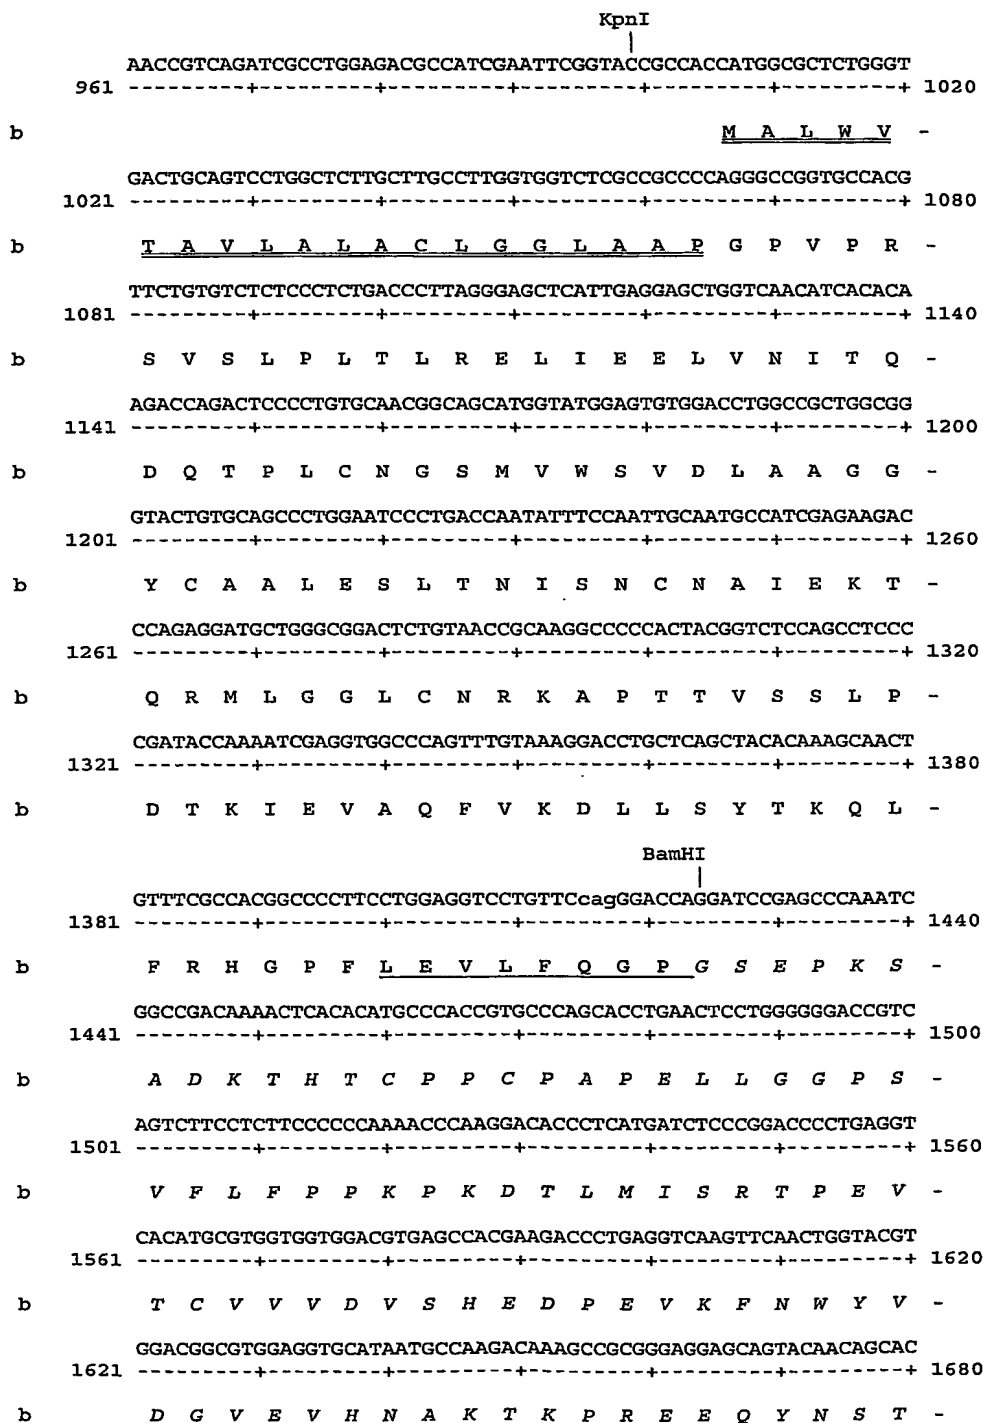 KpnI
|
AACCGTCAGATCGCCTGGAGACGCCATCGAATTCGGTACCGCCACCATGGCGCTCTGGGT
961 ---------+---------+---------+---------+---------+---------+ 1020
b M A L W V -
GACTGCAGTCCTGGCTCTTGCTTGCCTTGGTGGTCTCGCCGCCCCAGGGCCGGTGCCACG
1021 ---------+---------+---------+---------+---------+---------+ 1080
b T A V L A L A C L G G L A A P G P V P R -
TTCTGTGTCTCTCCCTCTGACCCTTAGGGAGCTCATTGAGGAGCTGGTCAACATCACACA
1081 ---------+---------+---------+---------+---------+---------+ 1140
b S V S L P L T L R E L I E E L V N I T Q -
AGACCAGACTCCCCTGTGCAACGGCAGCATGGTATGGAGTGTGGACCTGGCCGCTGGCGG
1141 ---------+---------+---------+---------+---------+---------+ 1200
b D Q T P L C N G S M V W S V D L A A G G -
GTACTGTGCAGCCCTGGAATCCCTGACCAATATTTCCAATTGCAATGCCATCGAGAAGAC
1201 ---------+---------+---------+---------+---------+---------+ 1260
b Y C A A L E S L T N I S N C N A I E K T -
CCAGAGGATGCTGGGCGGACTCTGTAACCGCAAGGCCCCCACTACGGTCTCCAGCCTCCC
1261 ---------+---------+---------+---------+---------+---------+ 1320
b Q R M L G G L C N R K A P T T V S S L P -
CGATACCAAAATCGAGGTGGCCCAGTTTGTAAAGGACCTGCTCAGCTACACAAAGCAACT
1321 ---------+---------+---------+---------+---------+---------+ 1380
b D T K I E V A Q F V K D L L S Y T K Q L -
BamHI
|
GTTTCGCCACGGCCCCTTCCTGGAGGTCCTGTTCcagGGACCAGGATCCGAGCCCAAATC
1381 ---------+---------+---------+---------+---------+---------+ 1440
b F R H G P F L E V L F Q G P G S E P K S -
GGCCGACAAAACTCACACATGCCCACCGTGCCCAGCACCTGAACTCCTGGGGGGACCGTC
1441 ---------+---------+---------+---------+---------+---------+ 1500
b A D K T H T C P P C P A P E L L G G P S -
AGTCTTCCTCTTCCCCCCAAAACCCAAGGACACCCTCATGATCTCCCGGACCCCTGAGGT
1501 ---------+---------+---------+---------+---------+---------+ 1560
b V F L F P P K P K D T L M I S R T P E V -
CACATGCGTGGTGGTGGACGTGAGCCACGAAGACCCTGAGGTCAAGTTCAACTGGTACGT
1561 ---------+---------+---------+---------+---------+---------+ 1620
b T C V V V D V S H E D P E V K F N W Y V -
GGACGGCGTGGAGGTGCATAATGCCAAGACAAAGCCGCGGGAGGAGCAGTACAACAGCAC
1621 ---------+---------+---------+---------+---------+---------+ 1680
b D G V E V H N A K T K P R E E Q Y N S T -